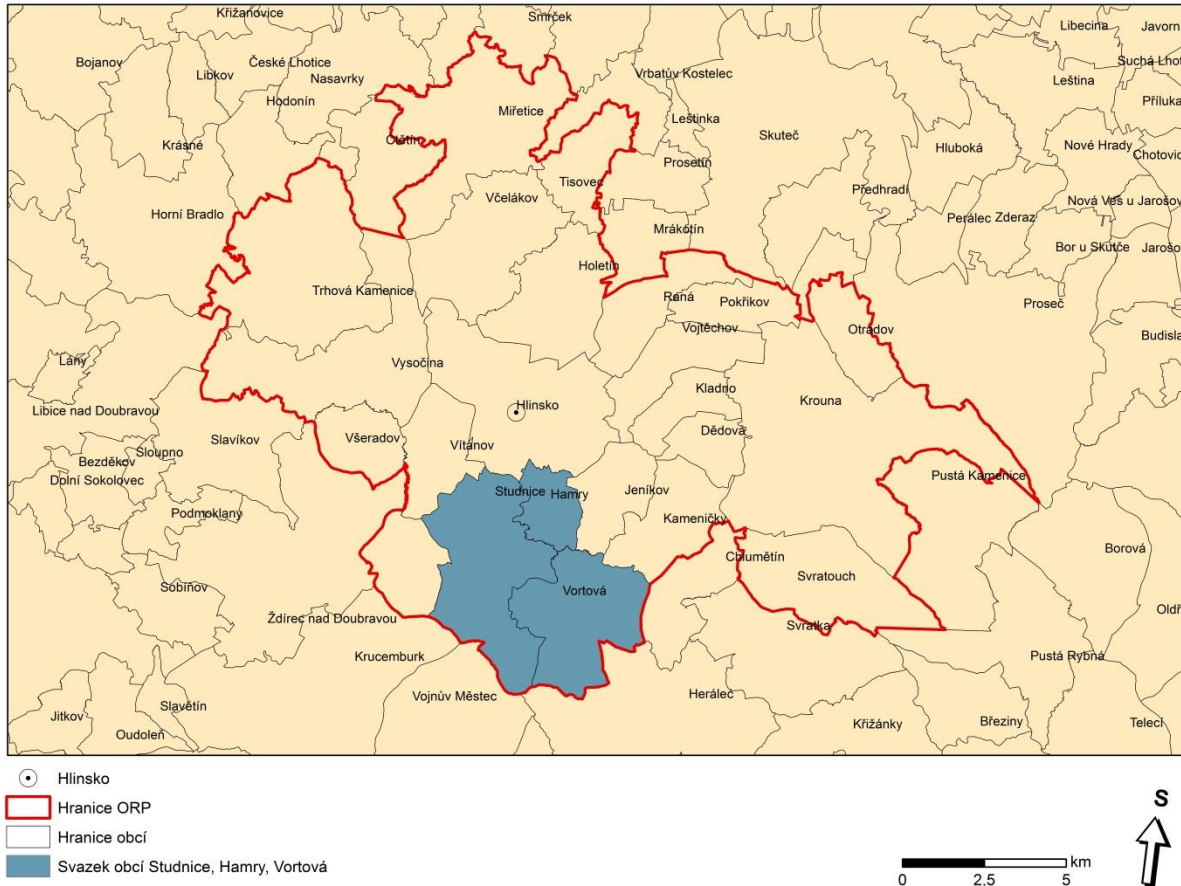 Křižanovice
Smrček
Libecina
Javorn
Bojanov
Libkov
České Lhotice
Nasavrky
Vrbatův Kostelec
Leština
Suchá Lhot
Hodonín
Miřetice
Leštinka
Příluka
Krásné
Ctětín
Skuteč
Hluboká
Nové Hrady
Chotovic
Prosetín
Tisovec
Předhradí
Včelákov
Nová Ves u Jarošov
Horní Bradlo
Perálec
Zderaz
Mrákotín
Bor u Skutče
Jarošov
Holetín
Trhová Kamenice
Raná
Pokřikov
Proseč
Vojtěchov
Otradov
Budisla
Lány
Vysočina
Kladno
Libice nad Doubravou
Hlinsko
Krouna
Slavíkov
Všeradov
Vítanov
Dědová
Sloupno
Bezděkov
Dolní Sokolovec
Pustá Kamenice
Studnice
Hamry
Jeníkov
Podmoklany
Kameničky
Borová
Chlumětín
Svratouch
Sobíňov
Vortová
Oldř
Ždírec nad Doubravou
Svratka
Krucemburk
Pustá Rybná
Vojnův Městec
Herálec
Slavětín
Jitkov
Křižánky
Březiny
Telecí
Oudoleň
Hlinsko
Hranice ORP
Hranice obcí
Svazek obcí Studnice, Hamry, Vortová
S
km
0 2.5 5